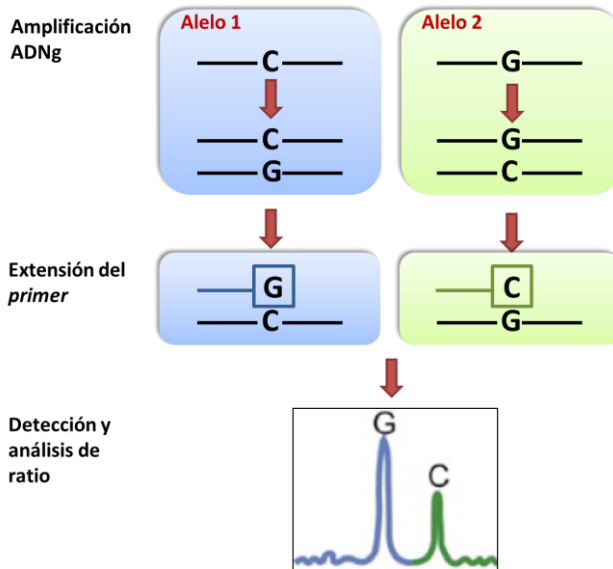 Amplificación
ADNg
Alelo 1
Alelo 2
C
G
C
G
G
C
Extensión del
primer
G
C
C
G
Detección y
análisis de
ratio
G
C